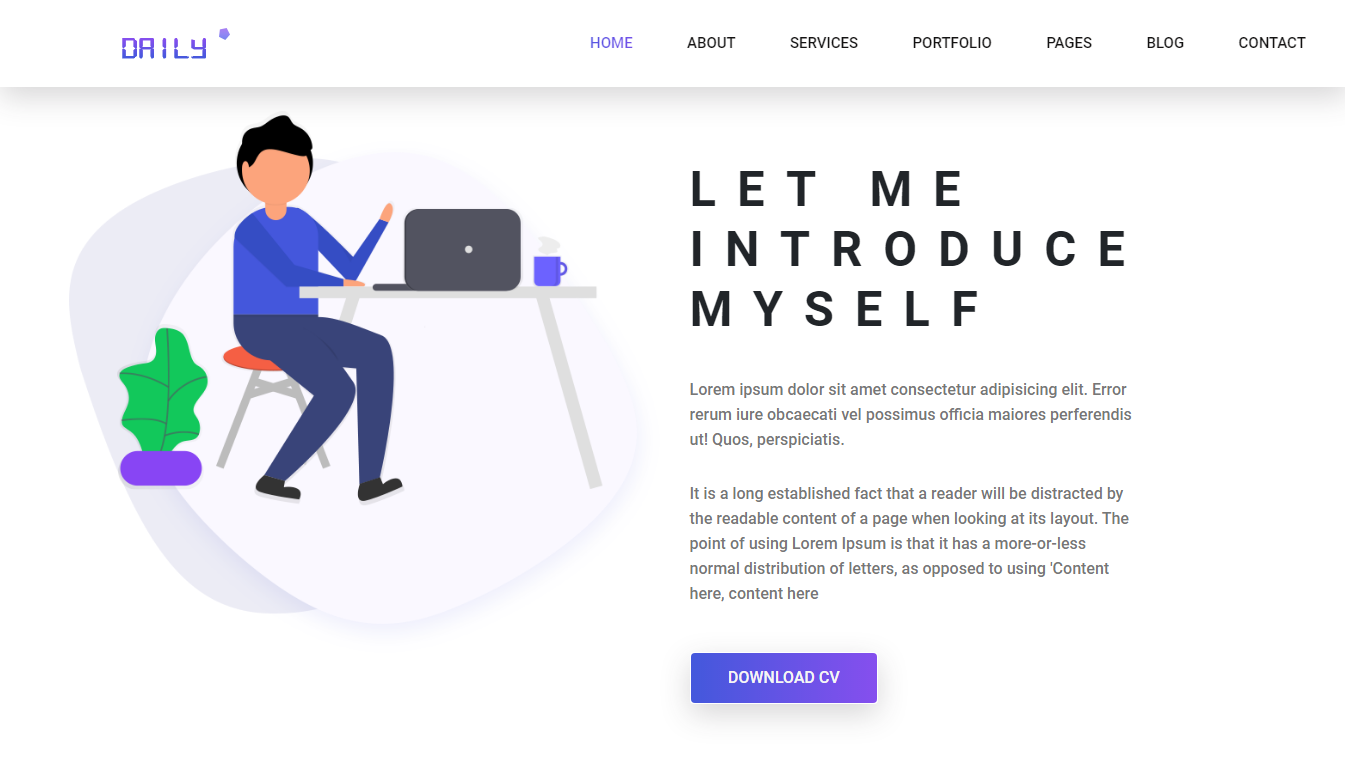 DAILY
HOME ABOUT SERVICES PORTFOLIO PAGES BLOG CONTACT
LET ME
INTRODUCE
MYSELF
Lorem ipsum dolor sit amet consectetur adipisicing elit. Error
rerum iure obcaecati vel possimus officia maiores perferendis
ut! Quos, perspiciatis.
It is a long established fact that a reader will be distracted by
the readable content of a page when looking at its layout. The
point of using Lorem Ipsum is that it has a more-or-less
normal distribution of letters, as opposed to using 'Content
here, content here
DOWNLOAD CV